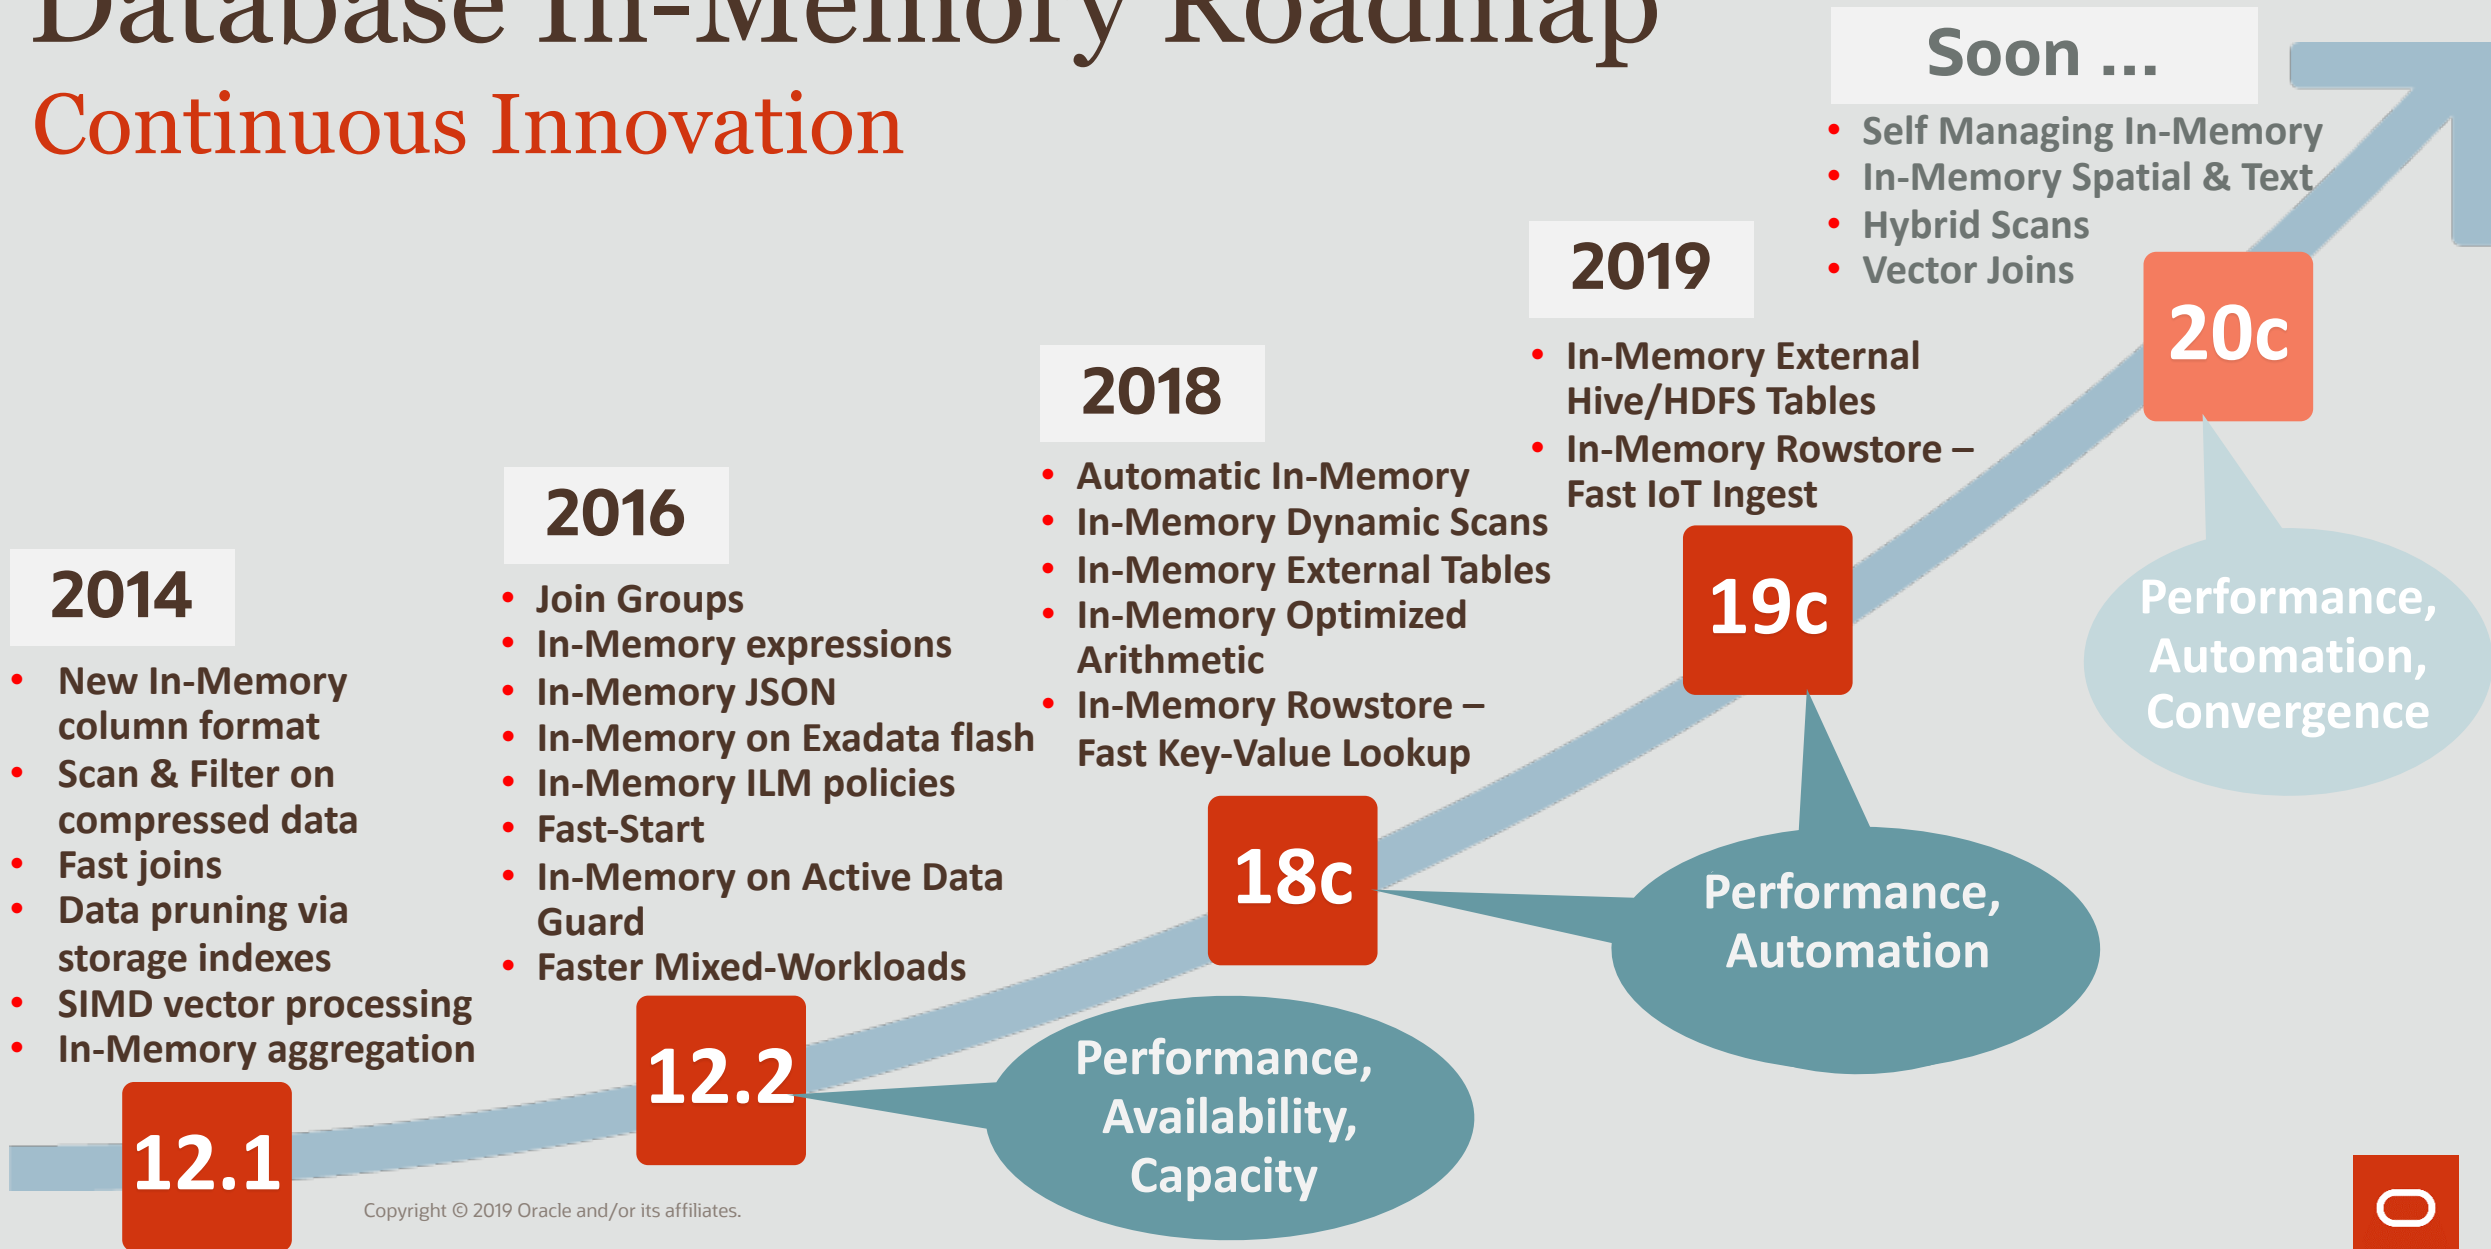 Database In-Memory Roadmap
Continuous Innovation
2014
• New In-Memory
column format
• Scan & Filter on
compressed data
• Fast joins
• Data pruning via
storage indexes
• SIMD vector processing
• In-Memory aggregation
12.1
2016
• Join Groups
• In-Memory expressions
• In-Memory JSON
• In-Memory on Exadata flash
• In-Memory ILM policies
• Fast-Start
• In-Memory on Active Data
Guard
• Faster Mixed-Workloads
12.2
Performance,
Availability,
Capacity
2018
• Automatic In-Memory
• In-Memory Dynamic Scans
• In-Memory External Tables
• In-Memory Optimized
Arithmetic
• In-Memory Rowstore –
Fast Key-Value Lookup
18c
2019
• In-Memory External
Hive/HDFS Tables
• In-Memory Rowstore –
Fast IoT Ingest
19c
Performance,
Automation
Soon ...
• Self Managing In-Memory
• In-Memory Spatial & Text
• Hybrid Scans
• Vector Joins
20c
Performance,
Automation,
Convergence
Copyright © 2019 Oracle and/or its affiliates.